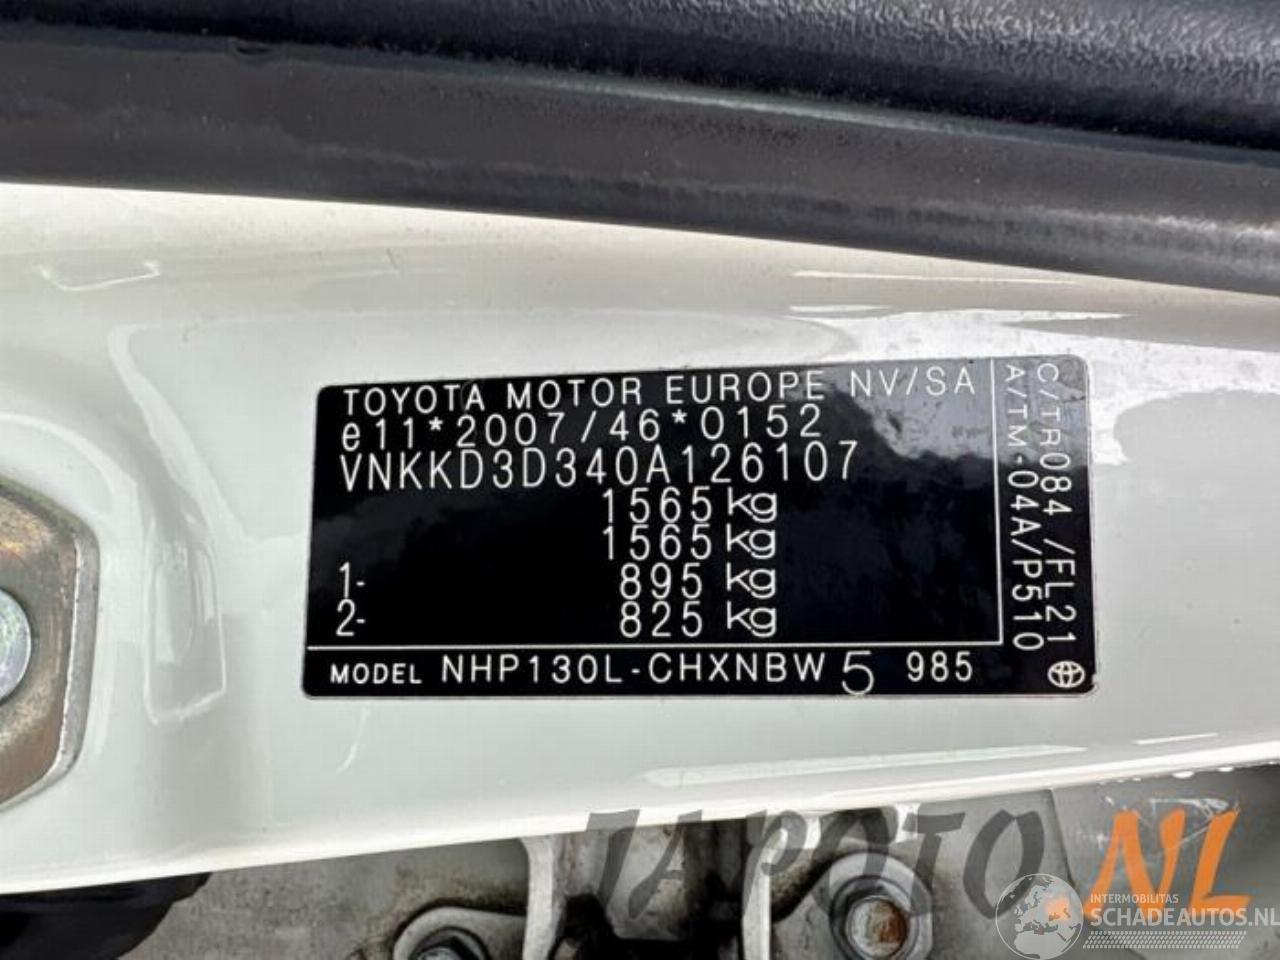 TOYOTA MOTOR EUROPE NV/SA
e11*2007/46*0152
VNKKD3D340A126107
1565 kg
1565 kg
1- 895 kg
2- 825 kg
MODEL NHP130L-CHXNBW 5 985
C/TR084 /FL21
A/TM-04A/P510
JAPOTO.NL
INTERMOBILITAS
SCHADEAUTOS.NL